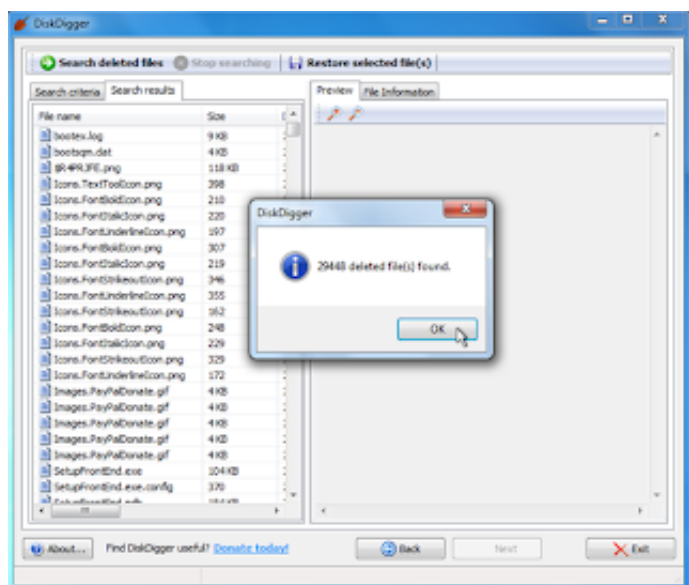 DiskDigger
Search deleted files Stop searching Restore selected file(s)
Search criteria Search results Preview File Information
File name Size
bootex.log 9 KB
bootsqm.dat 4 KB
118 KB
Icons.TextToolIcon.png 398
Icons.FontBoldIcon.png 210
Icons.FontItalicIcon.png 220
Icons.FontUnderlineIcon.png 197
Icons.FontBoldIcon.png 307
Icons.FontItalicIcon.png 219
Icons.FontStrikeoutIcon.png 346
Icons.FontUnderlineIcon.png 355
Icons.FontStrikeoutIcon.png 162
Icons.FontBoldIcon.png 248
Icons.FontItalicIcon.png 229
Icons.FontStrikeoutIcon.png 329
Icons.FontUnderlineIcon.png 172
Images.PayPalDonate.gif 4 KB
Images.PayPalDonate.gif 4 KB
Images.PayPalDonate.gif 4 KB
Images.PayPalDonate.gif 4 KB
SetupFrontEnd.exe 104 KB
SetupFrontEnd.exe.config 370
DiskDigger
29448 deleted file(s) found.
OK
About... Find DiskDigger useful? Donate today! Back Next Exit